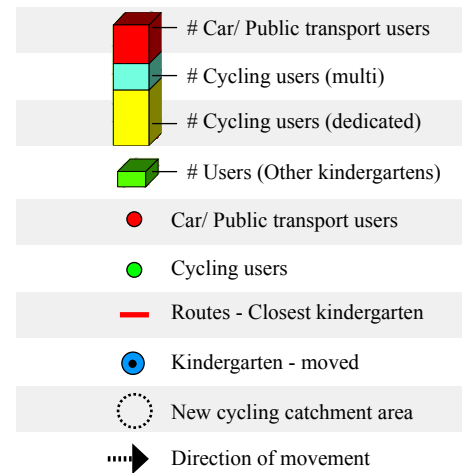 # Car/ Public transport users
# Cycling users (multi)
# Cycling users (dedicated)
# Users (Other kindergartens)
Car/ Public transport users
Cycling users
Routes - Closest kindergarten
Kindergarten - moved
New cycling catchment area
Direction of movement